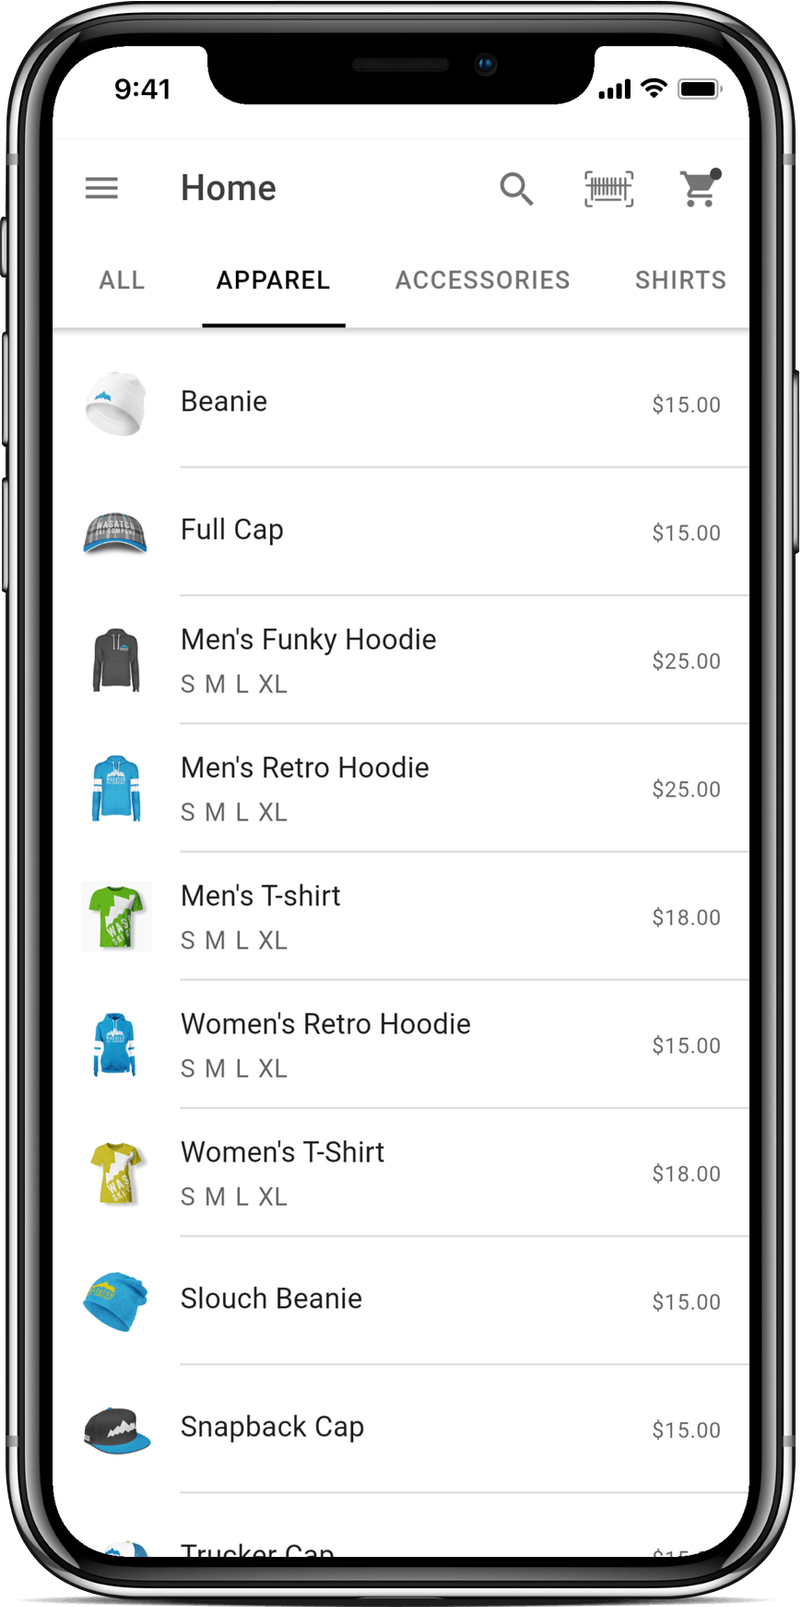 9:41
Home
ALL APPAREL ACCESSORIES SHIRTS
Beanie
$15.00
Full Cap
$15.00
Men's Funky Hoodie
S M L XL
$25.00
Men's Retro Hoodie
S M L XL
$25.00
Men's T-shirt
S M L XL
$18.00
Women's Retro Hoodie
S M L XL
$15.00
Women's T-Shirt
S M L XL
$18.00
Slouch Beanie
$15.00
Snapback Cap
$15.00
Trucker Cap